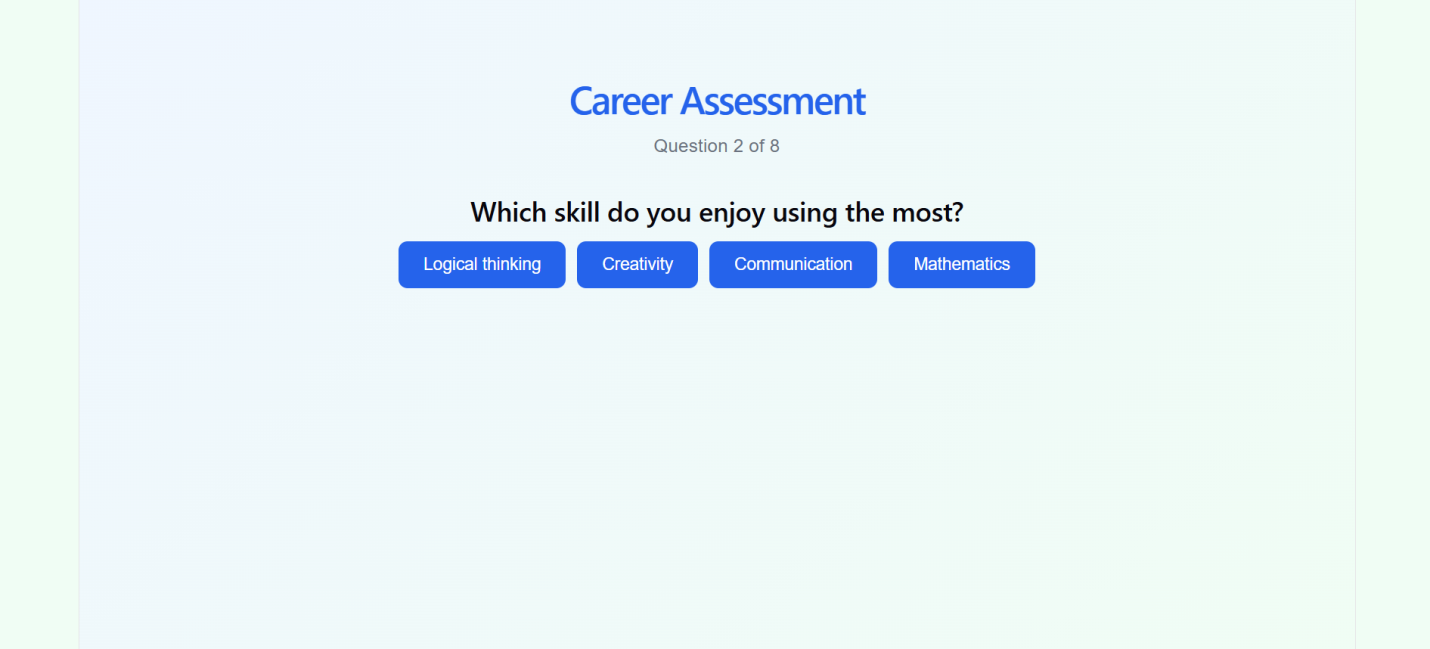 Career Assessment
Question 2 of 8
Which skill do you enjoy using the most?
Logical thinking Creativity Communication Mathematics